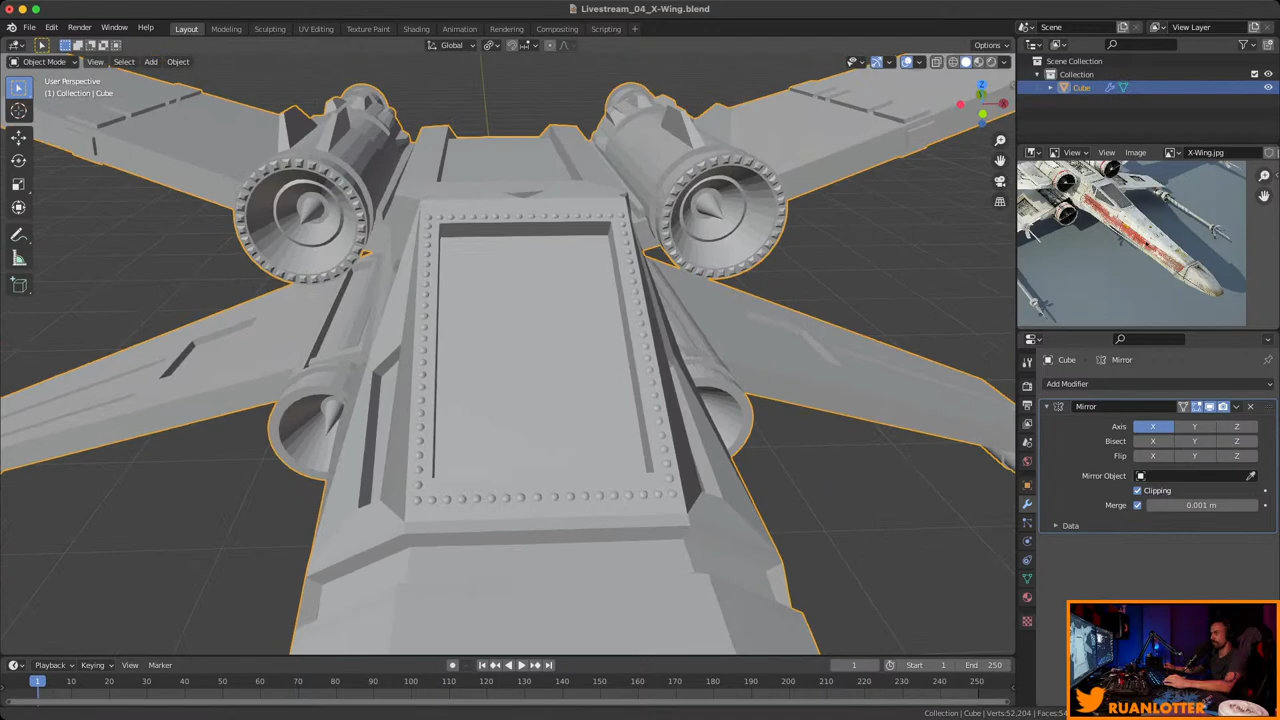 Livestream_04_X-Wing.blend
File Edit Render Window Help Layout Modeling Sculpting UV Editing Texture Paint Shading Animation Rendering Compositing Scripting Scene View Layer
Global Options
Object Mode View Select Add Object
User Perspective
(1) Collection | Cube
Scene Collection
Collection
Cube
View View Image X-Wing.jpg
Cube Mirror
Add Modifier
Mirror
Axis X Y Z
Bisect X Y Z
Flip X Y Z
Mirror Object
Clipping
Merge 0.001 m
Data
Playback Keying View Marker 1 Start 1 End 250
1 10 20 30 40 50 60 70 80 90 100 110 120 130 140 150 160 170 180 190 200 210 220 230 240 250
Collection | Cube | Verts:52,204 |
RUANLOTTER